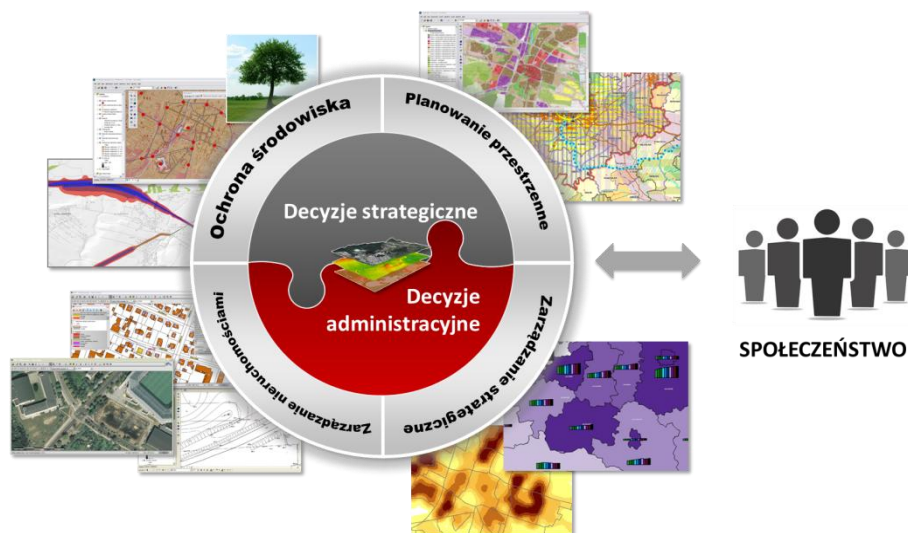 Ochrona środowiska
Planowanie przestrzenne
Decyzje strategiczne
Decyzje
administracyjne
Zarządzanie nieruchomościami
Zarządzanie strategiczne
SPOŁECZEŃSTWO